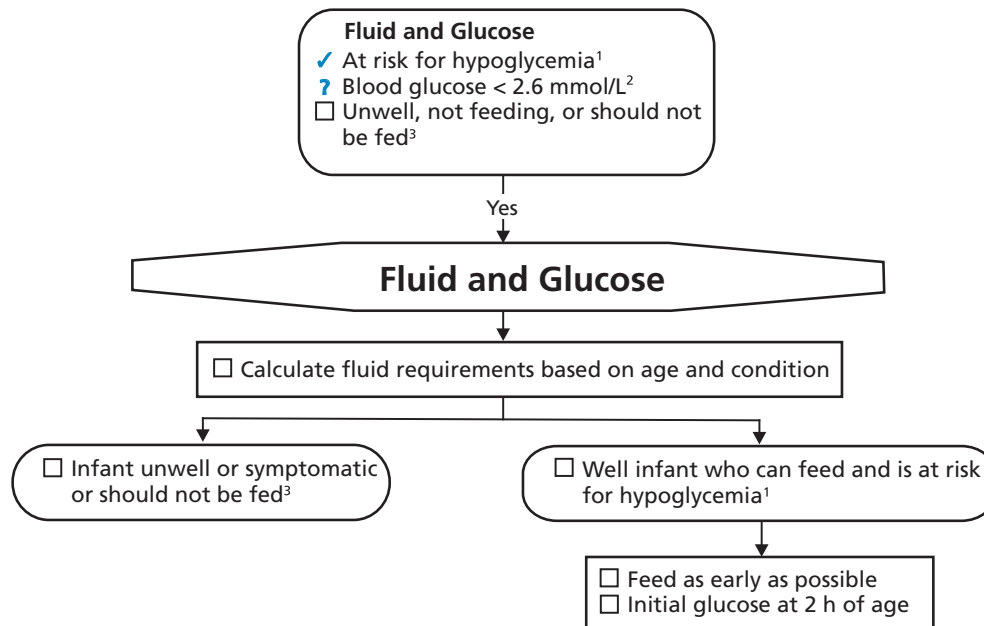 Fluid and Glucose
✓ At risk for hypoglycemia¹
? Blood glucose < 2.6 mmol/L²
☐ Unwell, not feeding, or should not
be fed³
Yes
Fluid and Glucose
☐ Calculate fluid requirements based on age and condition
☐ Infant unwell or symptomatic
or should not be fed³
☐ Well infant who can feed and is at risk
for hypoglycemia¹
☐ Feed as early as possible
☐ Initial glucose at 2 h of age